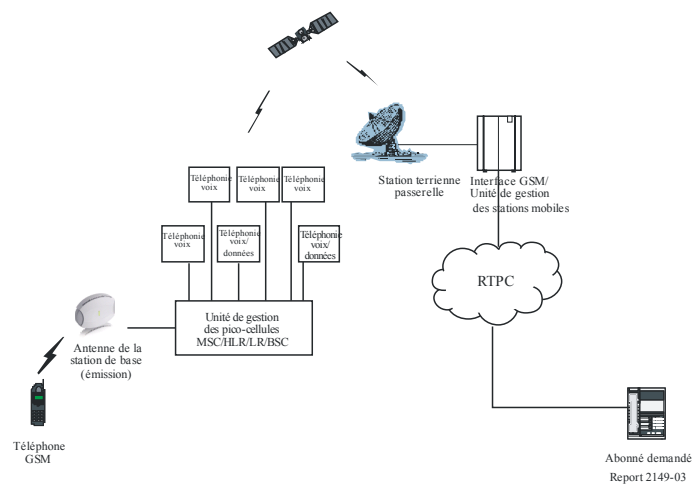 Téléphonie
voix
Téléphonie
voix
Téléphonie
voix
Téléphonie
voix
Téléphonie
voix/
données
Téléphonie
voix/
données
Station terrienne
passerelle
Interface GSM/
Unité de gestion
des stations mobiles
RTPC
Unité de gestion
des pico-cellules
MSC/HLR/LR/BSC
Antenne de la
station de base
(émission)
Téléphone
GSM
Abonné demandé
Report 2149-03